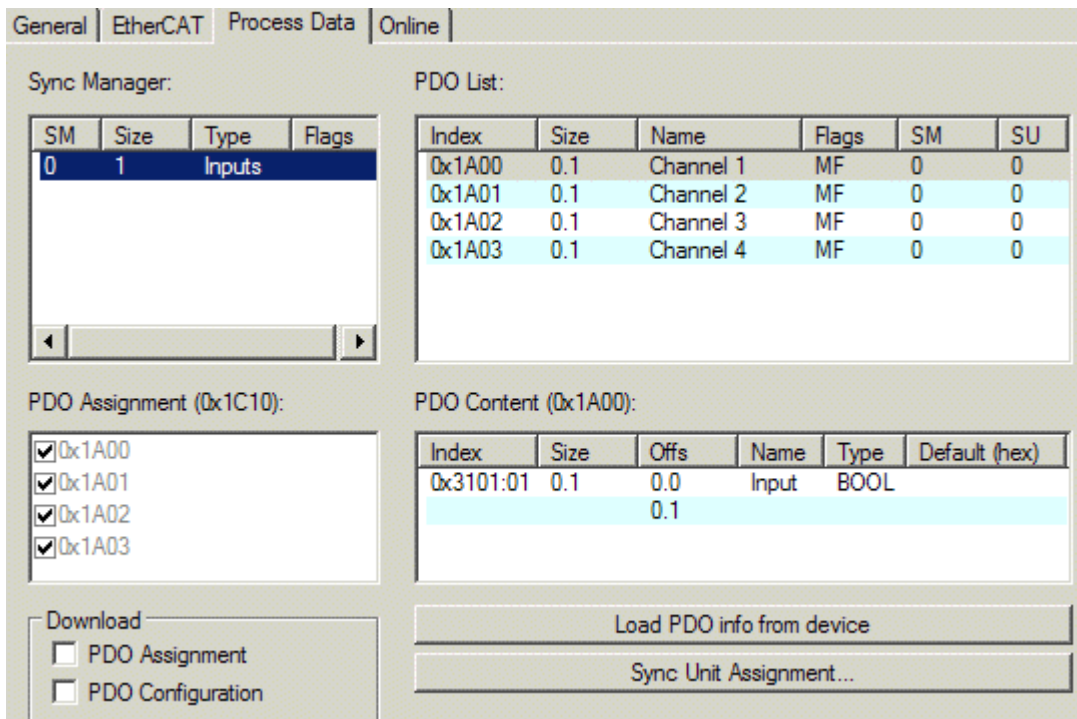 General EtherCAT Process Data Online
Sync Manager:
SM Size Type Flags
0 1 Inputs
PDO List:
Index Size Name Flags SM SU
0x1A00 0.1 Channel 1 MF 0 0
0x1A01 0.1 Channel 2 MF 0 0
0x1A02 0.1 Channel 3 MF 0 0
0x1A03 0.1 Channel 4 MF 0 0
PDO Assignment (0x1C10):
0x1A00
0x1A01
0x1A02
0x1A03
PDO Content (0x1A00):
Index Size Offs Name Type Default (hex)
0x3101:01 0.1 0.0 Input BOOL
0.1
Download
PDO Assignment
PDO Configuration
Load PDO info from device
Sync Unit Assignment...